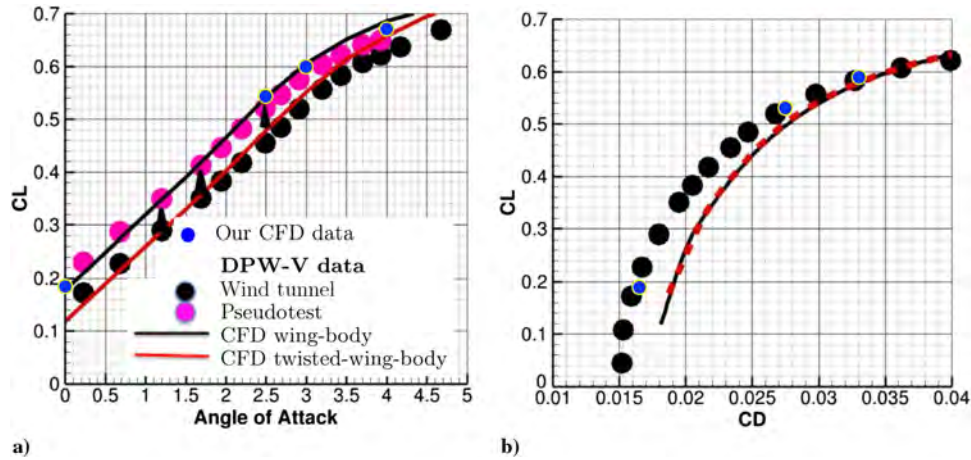 0.7
0.6
0.5
CL
0.4
0.3
0.2
0.1
0
0 0.5 1 1.5 2 2.5 3 3.5 4 4.5 5
Angle of Attack
Our CFD data
DPW-V data
Wind tunnel
Pseudotest
CFD wing-body
CFD twisted-wing-body
a)
0.7
0.6
0.5
CL
0.4
0.3
0.2
0.1
0
0.01 0.015 0.02 0.025 0.03 0.035 0.04
CD
b)